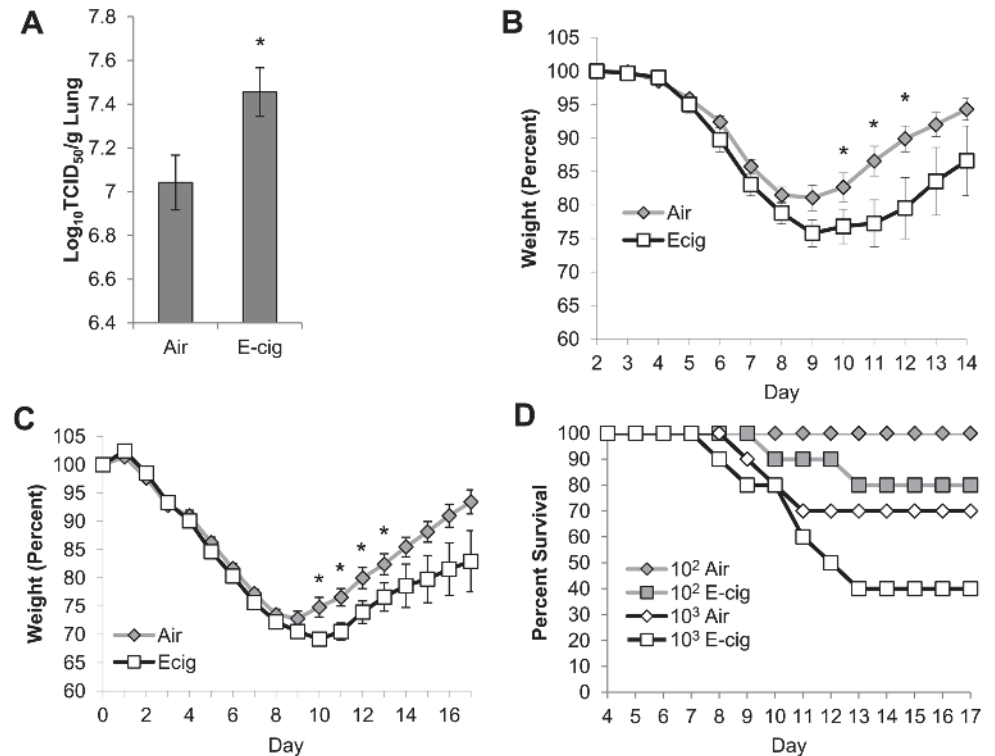 A
7.8
7.6
7.4
7.2
7
6.8
6.6
6.4
Log₁₀TCID₅₀/g Lung
*
Air E-cig
B
105
100
95
90
85
80
75
70
65
60
Weight (Percent)
* * *
Air
Ecig
2 3 4 5 6 7 8 9 10 11 12 13 14
Day
C
105
100
95
90
85
80
75
70
65
60
Weight (Percent)
* * * *
Air
Ecig
0 2 4 6 8 10 12 14 16
Day
D
100
90
80
70
60
50
40
30
20
10
0
Percent Survival
10² Air
10² E-cig
10³ Air
10³ E-cig
4 5 6 7 8 9 10 11 12 13 14 15 16 17
Day